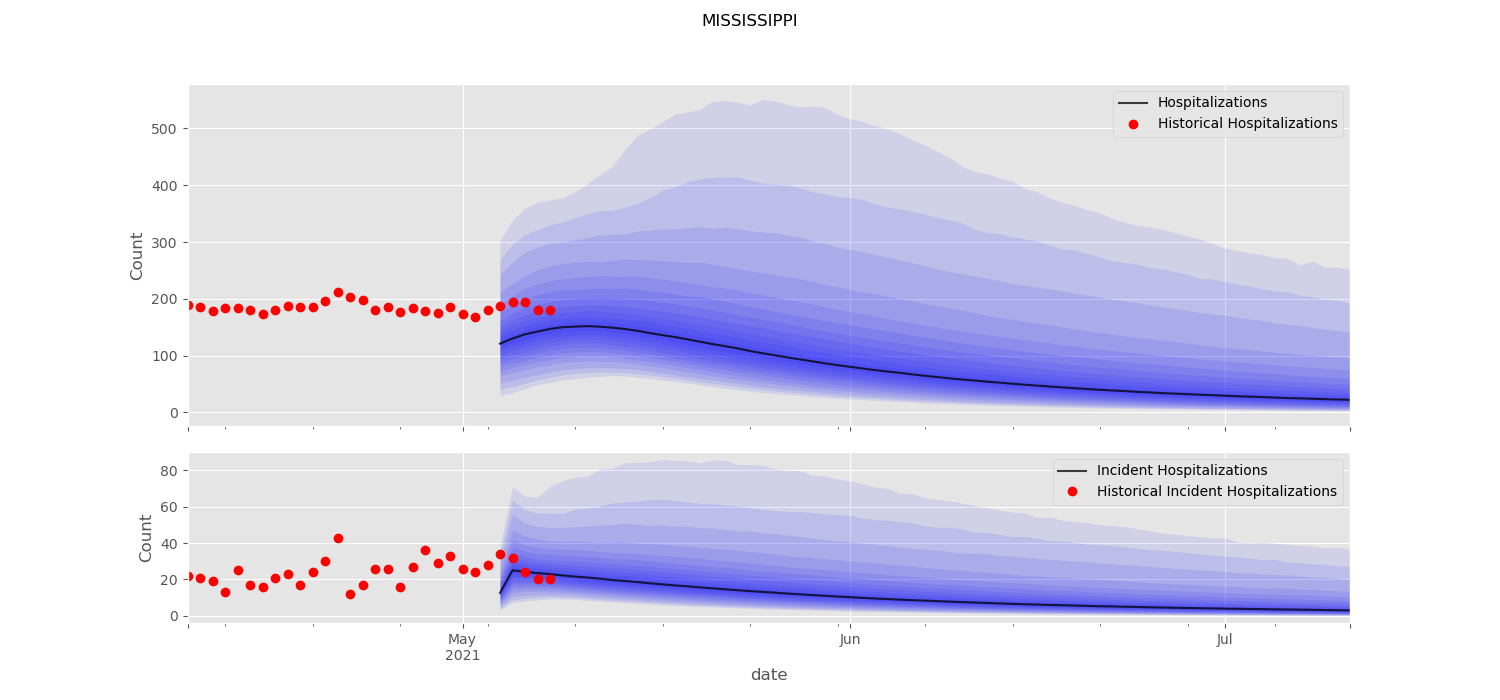 MISSISSIPPI
Hospitalizations
Historical Hospitalizations
500
400
300
200
100
0
Count
Incident Hospitalizations
Historical Incident Hospitalizations
80
60
40
20
0
Count
May
2021
Jun
Jul
date